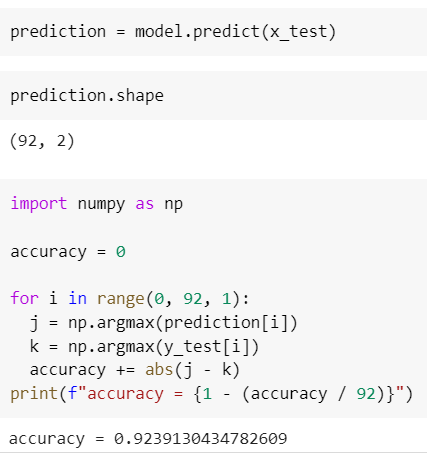 prediction = model.predict(x_test)
prediction.shape
(92, 2)
import numpy as np
accuracy = 0
for i in range(0, 92, 1):
  j = np.argmax(prediction[i])
  k = np.argmax(y_test[i])
  accuracy += abs(j - k)
print(f"accuracy = {1 - (accuracy / 92)}")
accuracy = 0.9239130434782609